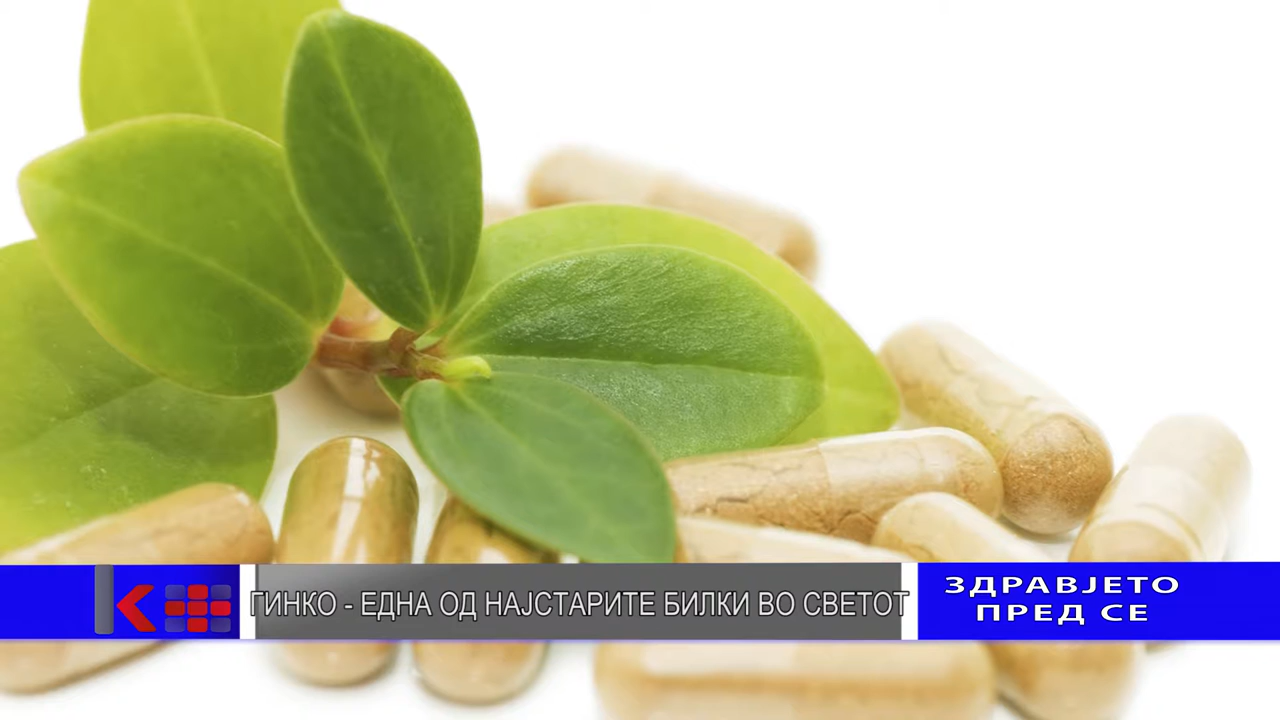 K
ГИНКО - ЕДНА ОД НАЈСТАРИТЕ БИЛКИ ВО СВЕТОТ
ЗДРАВЈЕТО
ПРЕД СЕ